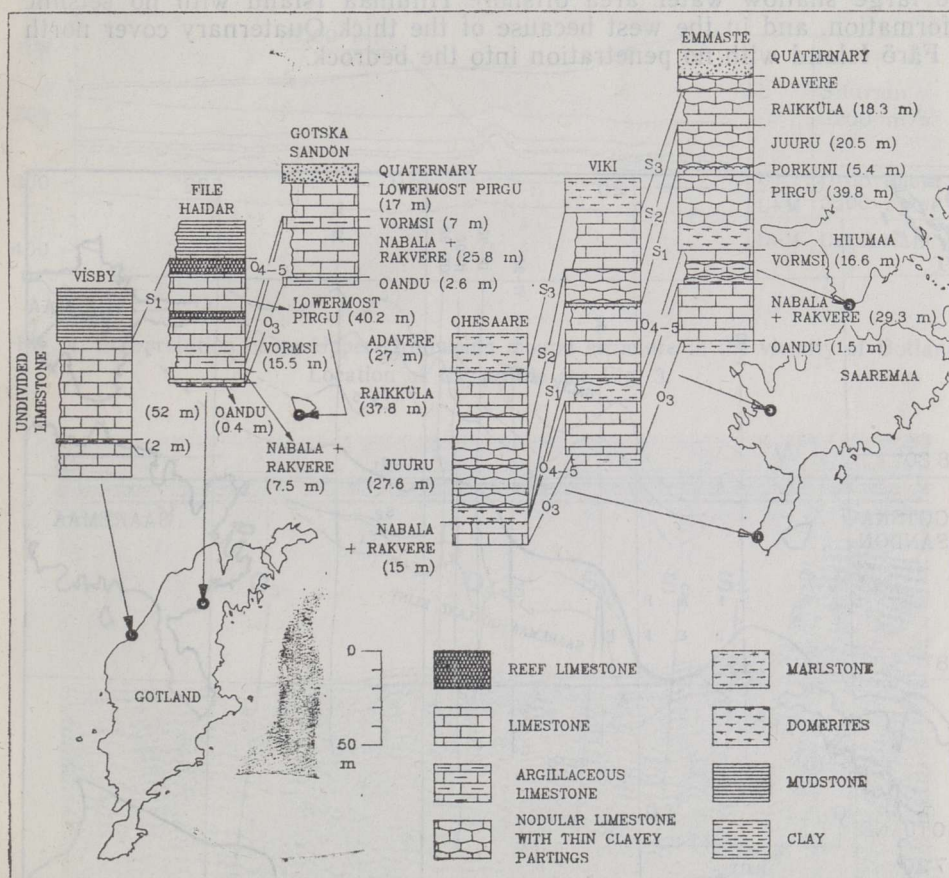 large shallow water area offshore Hiiumaa Island with no seismic
formation, and in the west because of the thick Quaternary cover north
Fårö penetration into the bedrock.
EMMASTE
QUATERNARY
ADAVERE
RAIKKÜLA (18.3 m)
JUURU (20.5 m)
PORKUNI (5.4 m)
PIRGU (39.8 m)
HIIUMAA
VORMSI (16.6 m)
NABALA
+ RAKVERE (29.3 m)
OANDU (1.5 m)
SAAREMAA
GOTSKA
SANDÖN
QUATERNARY
LOWERMOST PIRGU
(17 m)
VORMSI (7 m)
NABALA +
RAKVERE (25.8 m)
OANDU (2.6 m)
VIKI
S3
S2
S1
O4-5
O3
FILE
HAIDAR
O4-5
LOWERMOST
PIRGU (40.2 m)
O3
VORMSI
(15.5 m)
OANDU
(0.4 m)
NABALA +
RAKVERE
(7.5 m)
VISBY
S1
UNDIVIDED
LIMESTONE
(52 m)
(2 m)
OHESAARE
ADAVERE
(27 m)
RAIKKÜLA
(37.8 m)
JUURU
(27.6 m)
NABALA
+ RAKVERE
(15 m)
S3
S2
S1
O4-5
O3
GOTLAND
0
50
m
REEF LIMESTONE
LIMESTONE
ARGILLACEOUS
LIMESTONE
NODULAR LIMESTONE
WITH THIN CLAYEY
PARTINGS
MARLSTONE
DOMERITES
MUDSTONE
CLAY